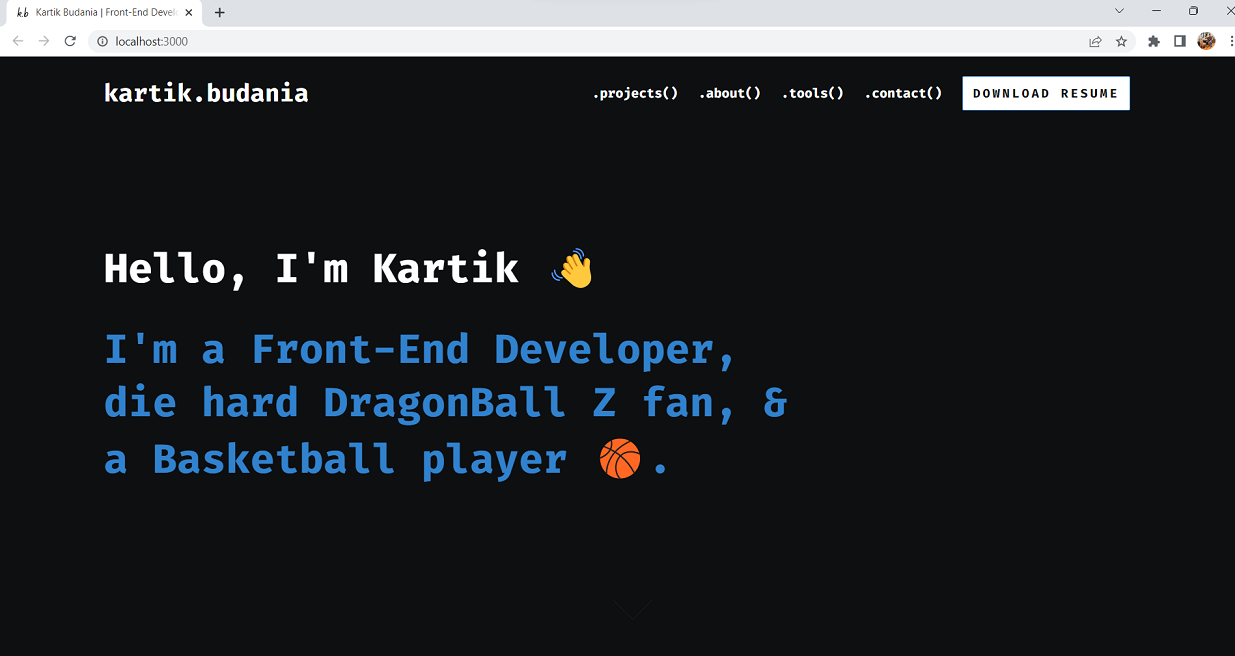 k.b Kartik Budania | Front-End Devel
localhost:3000
kartik.budania
.projects() .about() .tools() .contact() DOWNLOAD RESUME
Hello, I'm Kartik 👋
I'm a Front-End Developer,
die hard DragonBall Z fan, &
a Basketball player 🏀.